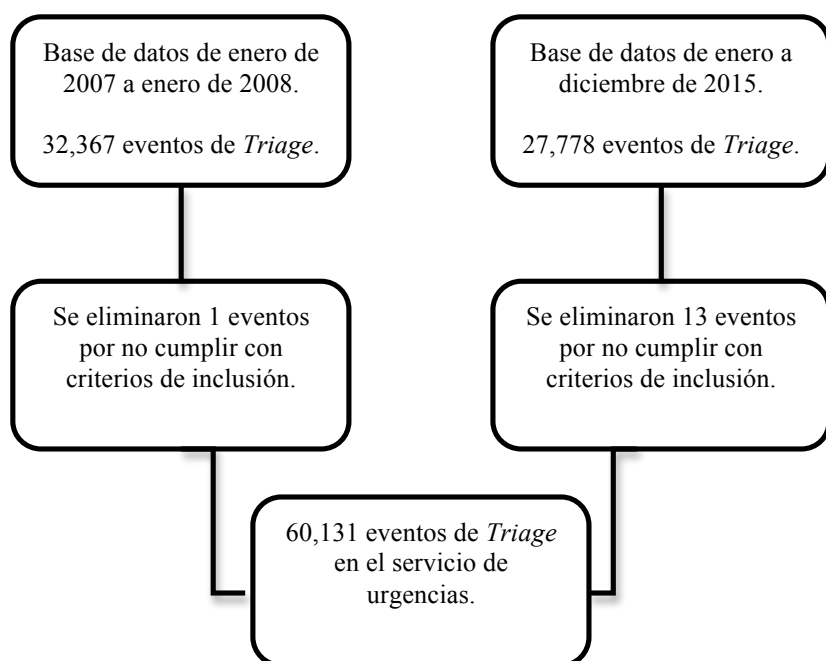 Base de datos de enero de
2007 a enero de 2008.
32,367 eventos de Triage.
Base de datos de enero a
diciembre de 2015.
27,778 eventos de Triage.
Se eliminaron 1 eventos
por no cumplir con
criterios de inclusión.
Se eliminaron 13 eventos
por no cumplir con
criterios de inclusión.
60,131 eventos de Triage
en el servicio de
urgencias.